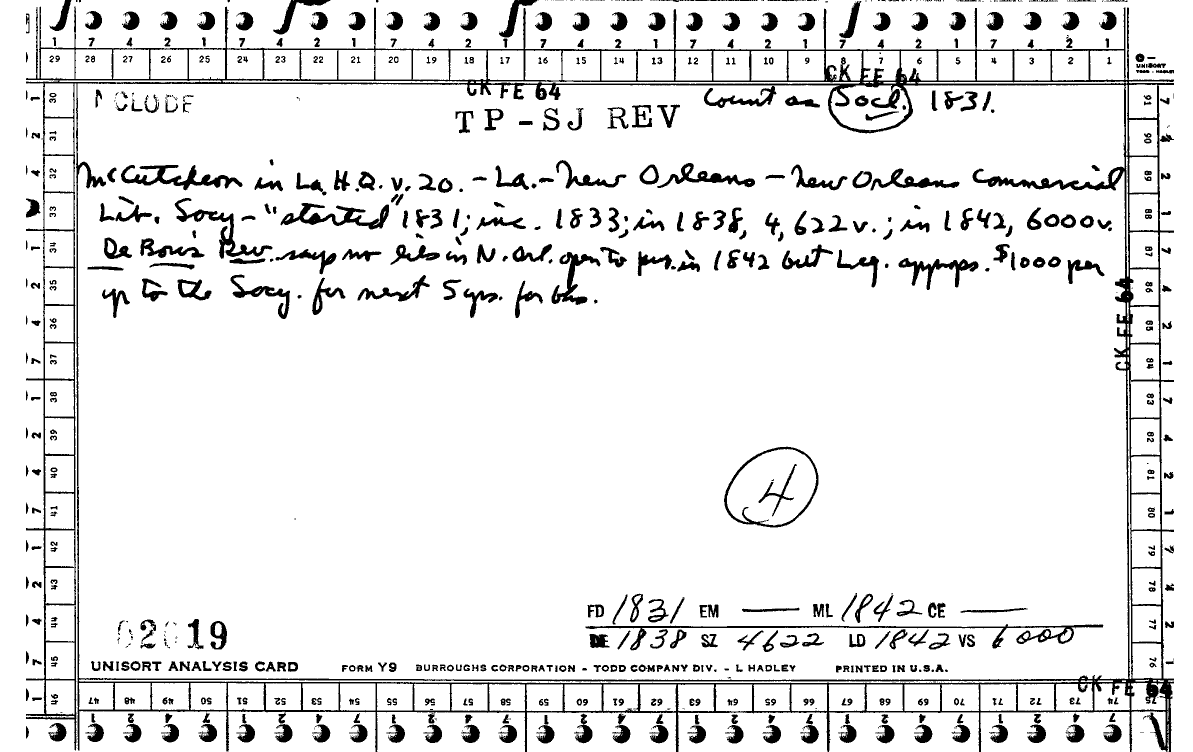 1 7 4 2 1 7 4 2 1 7 4 2 1 7 4 2 1 7 4 2 1 7 4 2 1 7 4 2 1
29 28 27 26 25 24 23 22 21 20 19 18 17 16 15 14 13 12 11 10 9 8 7 6 5 4 3 2 1
UNISORT
TODD - HADLEY
CK FE 64
CK FE 64
CLUDE
TP-SJ REV
Count as Socl. 1831.
McCutcheon in La. H.Q. v. 20. - La. - New Orleans - New Orleans Commercial
Lib. Socy - "started" 1831; inc. 1833; in 1838, 4,622 v.; in 1842, 6000 v.
De Bow's Rev. says no libs in N. Orl. open to pub. in 1842 but Leg. approps. $1000 per
yr to the Socy. for next 5 yrs. for bks.
CK FE 64
4
FD 1831 EM — ML 1842 CE —
DE 1838 SZ 4622 LD 1842 VS 6000
02019
UNISORT ANALYSIS CARD FORM Y9 BURROUGHS CORPORATION - TODD COMPANY DIV. - L HADLEY PRINTED IN U.S.A.
CK FE 64
30 31 32 33 34 35 36 37 38 39 40 41 42 43 44 45 46
91 90 89 88 87 86 85 84 83 82 81 80 79 78 77 76 75
47 48 49 50 51 52 53 54 55 56 57 58 59 60 61 62 63 64 65 66 67 68 69 70 71 72 73 74